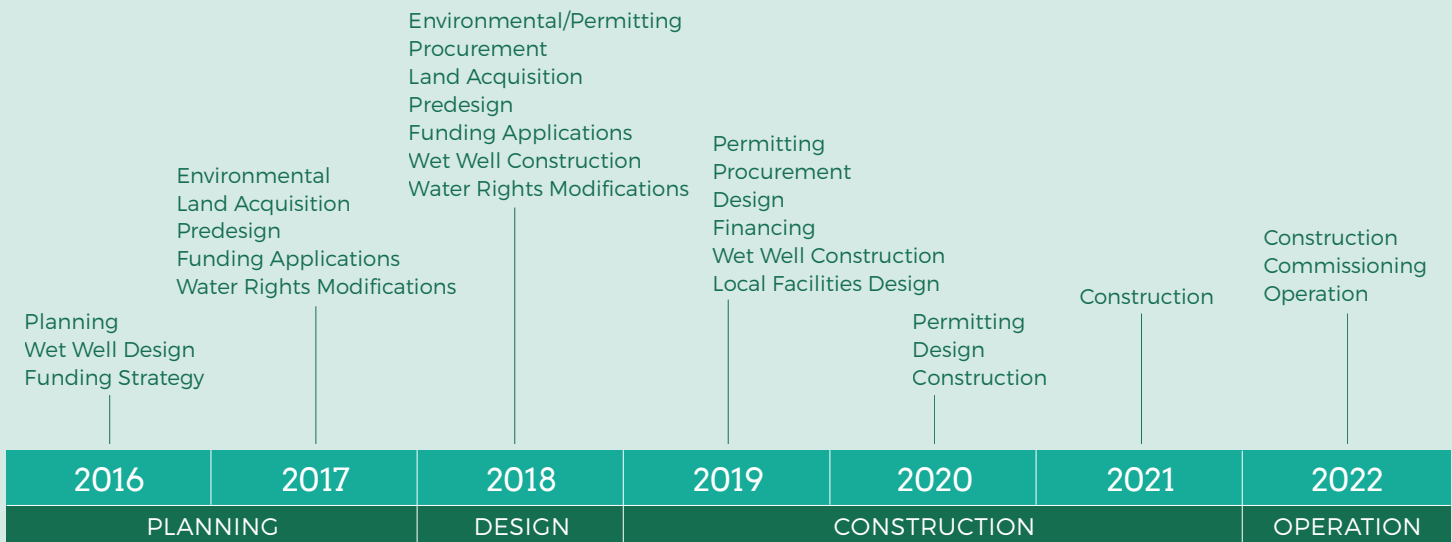 Planning
Wet Well Design
Funding Strategy
Environmental
Land Acquisition
Predesign
Funding Applications
Water Rights Modifications
Environmental/Permitting
Procurement
Land Acquisition
Predesign
Funding Applications
Wet Well Construction
Water Rights Modifications
Permitting
Procurement
Design
Financing
Wet Well Construction
Local Facilities Design
Permitting
Design
Construction
Construction
Construction
Commissioning
Operation
2016 2017 2018 2019 2020 2021 2022
PLANNING DESIGN CONSTRUCTION OPERATION